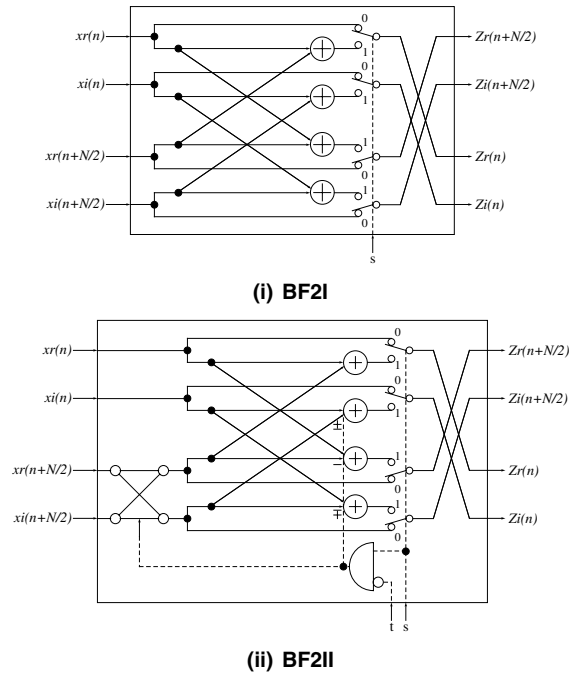 xr(n)
xi(n)
xr(n+N/2)
xi(n+N/2)
+
+
+
+
0
1
0
1
1
0
1
0
Zr(n+N/2)
Zi(n+N/2)
Zr(n)
Zi(n)
s
(i) BF2I
xr(n)
xi(n)
xr(n+N/2)
xi(n+N/2)
+
+
±
+
−
+
∓
0
1
0
1
1
0
1
0
Zr(n+N/2)
Zi(n+N/2)
Zr(n)
Zi(n)
t s
(ii) BF2II